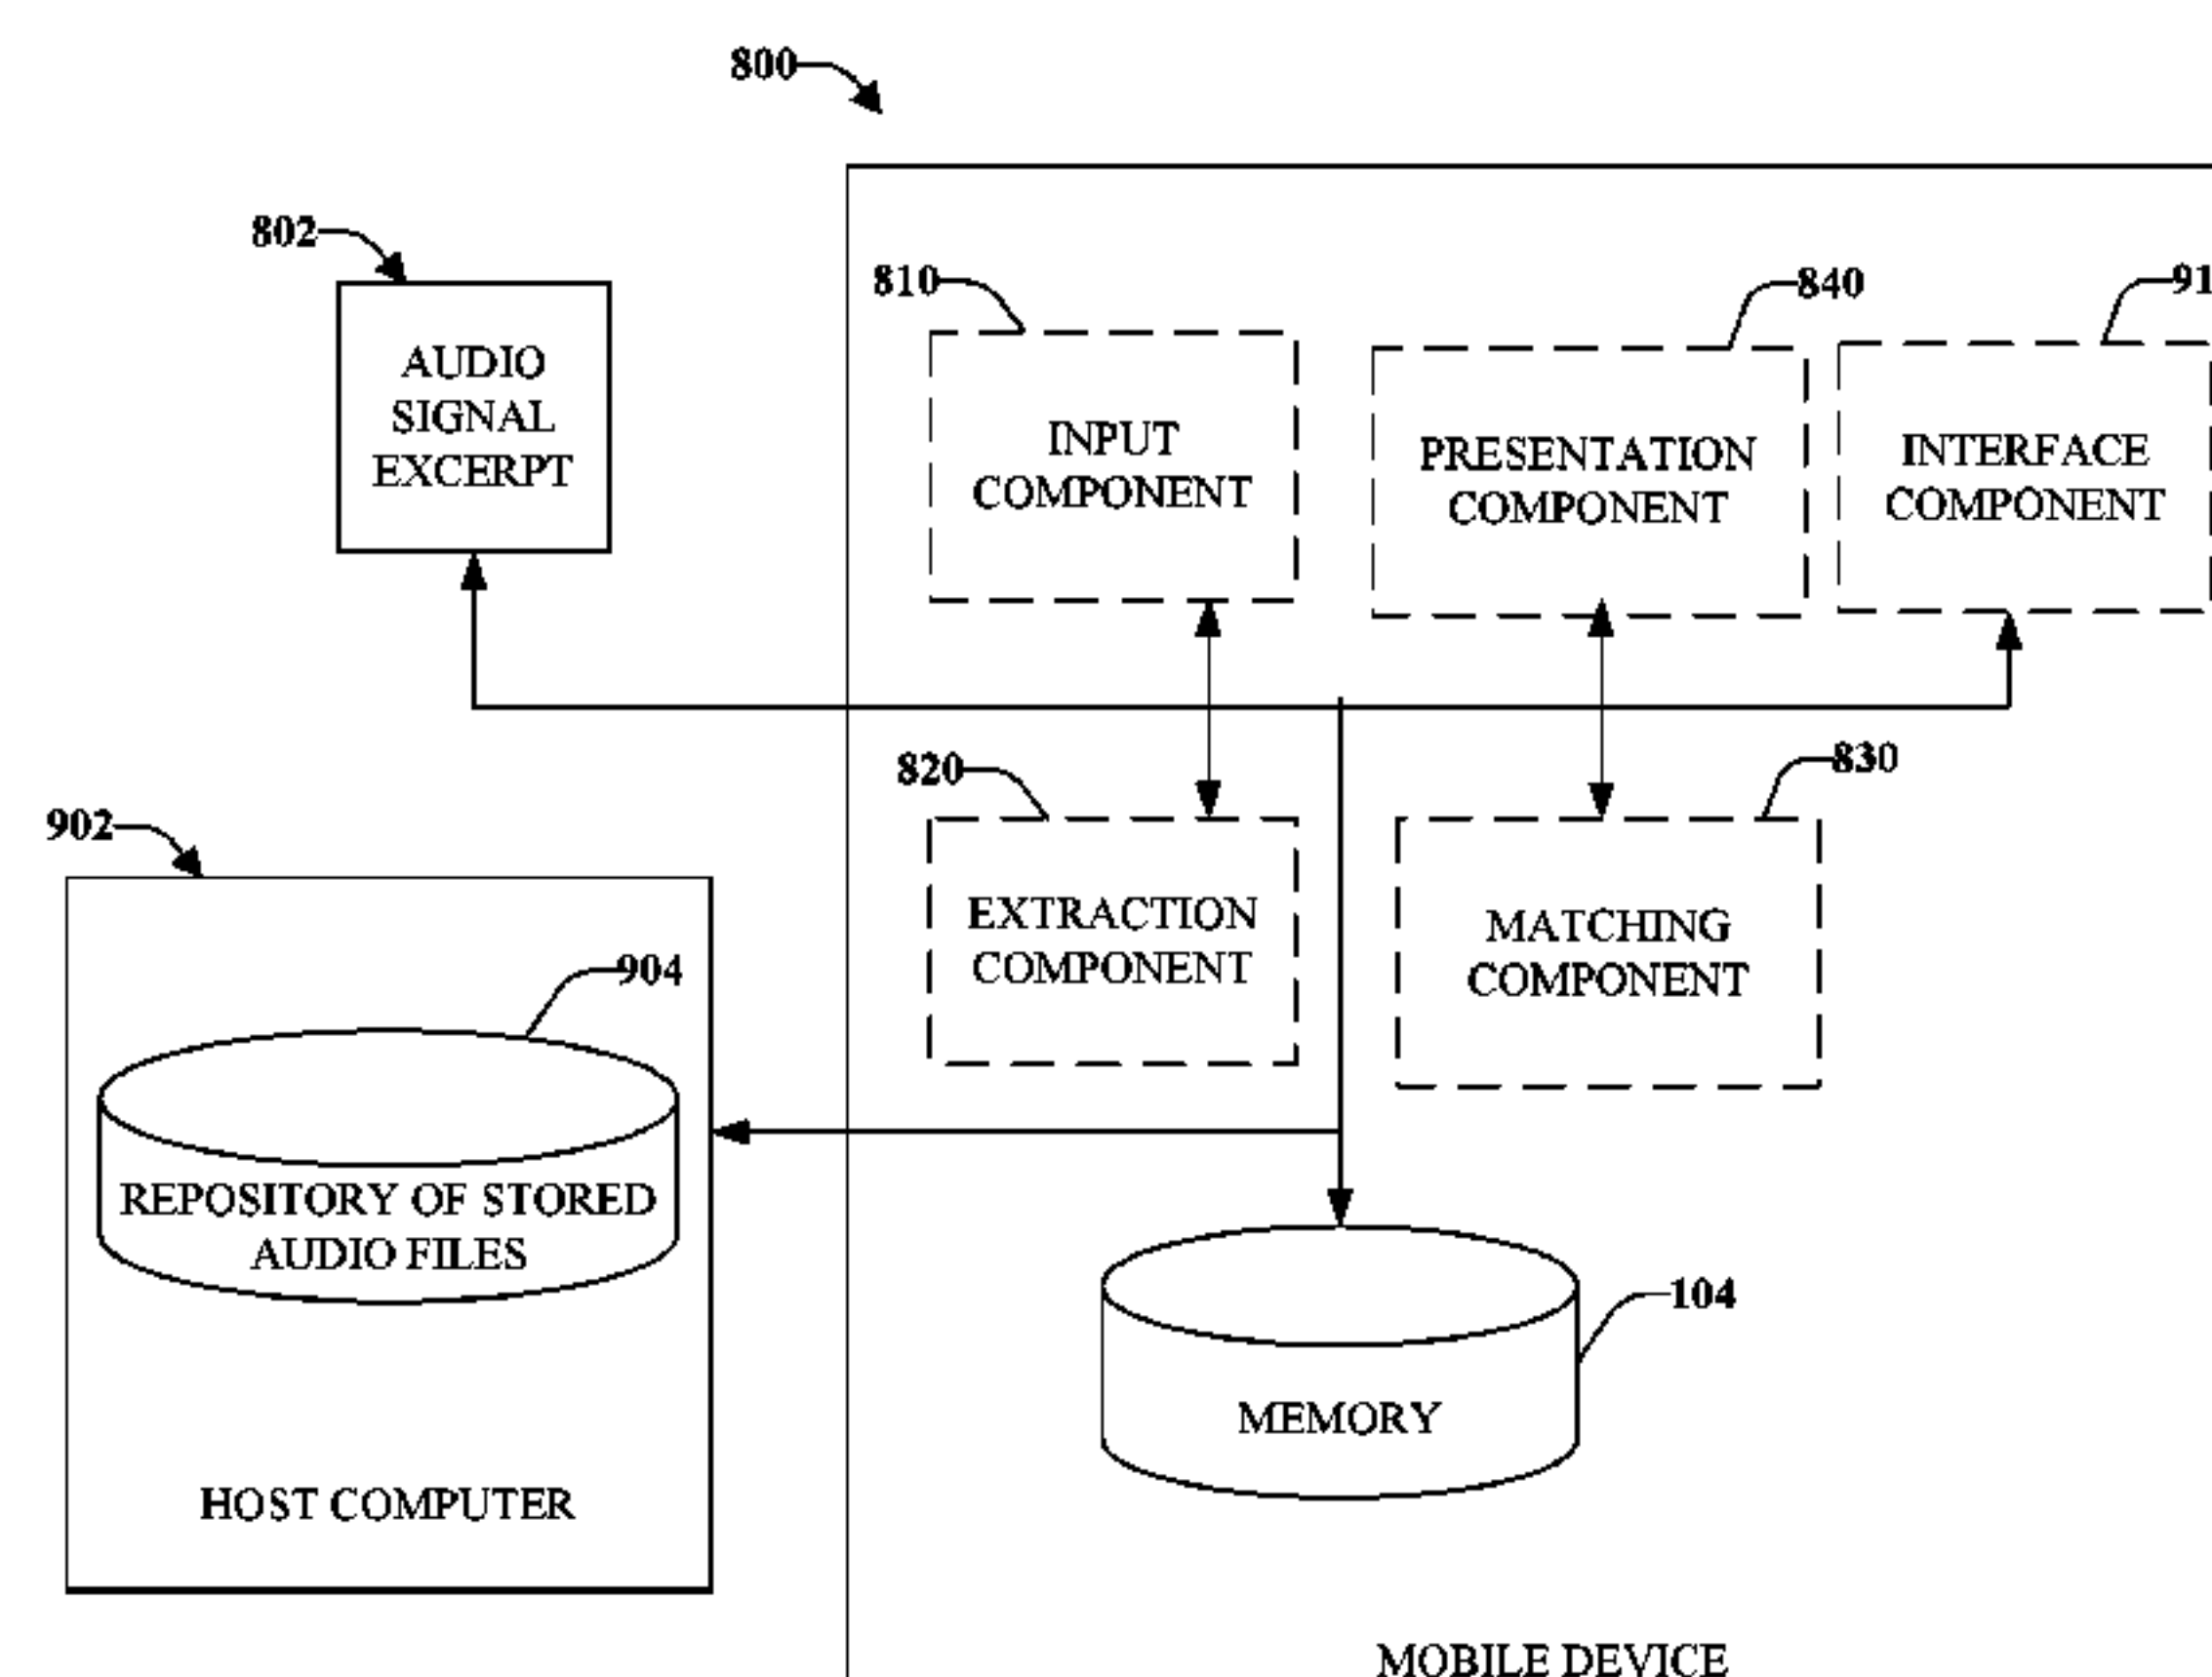 800
802
810
840
91
AUDIO
SIGNAL
EXCERPT
INPUT
COMPONENT
PRESENTATION
COMPONENT
INTERFACE
COMPONENT
820
830
902
EXTRACTION
COMPONENT
MATCHING
COMPONENT
904
REPOSITORY OF STORED
AUDIO FILES
104
MEMORY
HOST COMPUTER
MOBILE DEVICE